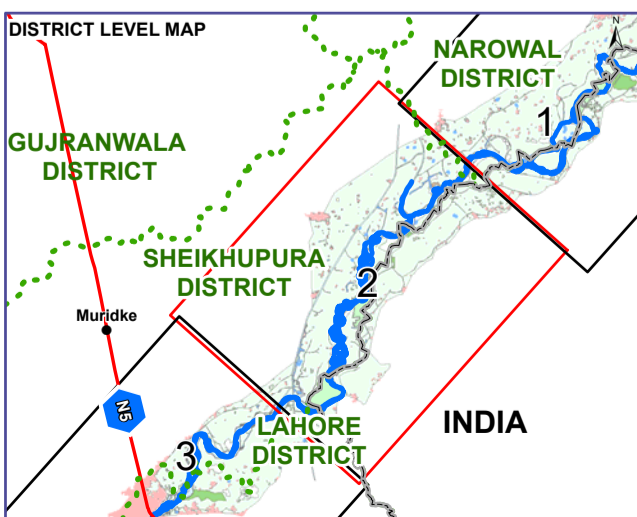 DISTRICT LEVEL MAP
N
NAROWAL
DISTRICT
1
GUJRANWALA
DISTRICT
SHEIKHUPURA
DISTRICT
2
Muridke
N5
INDIA
LAHORE
DISTRICT
3